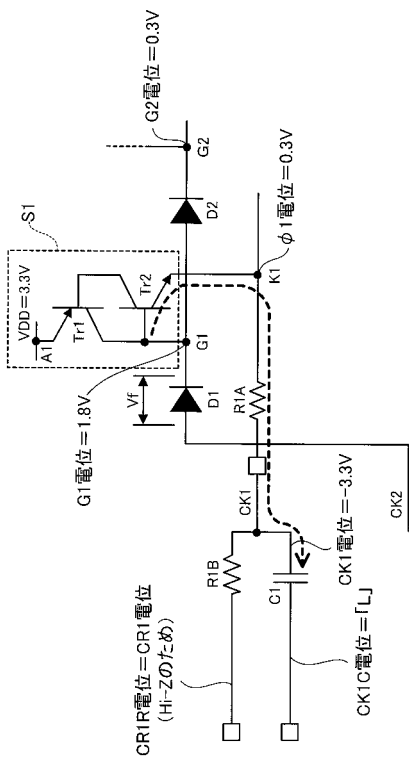 G2電位=0.3V
S1
VDD=3.3V
A1
Tr1
Tr2
G2
D2
G1
G1電位=1.8V
Vf
D1
K1
φ1電位=0.3V
R1A
CK1
CK2
R1B
C1
CK1電位=-3.3V
CR1R電位=CR1電位
(Hi-Zのため)
CK1C電位=「L」